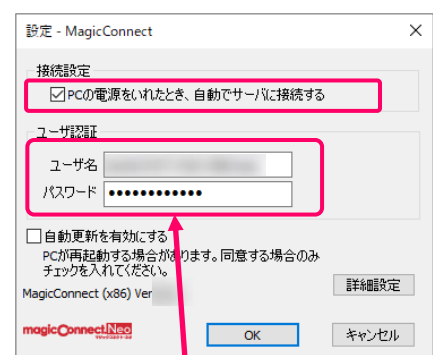 設定 - MagicConnect
接続設定
PCの電源をいれたとき、自動でサーバに接続する
ユーザ認証
ユーザ名
パスワード ●●●●●●●●●●●●
自動更新を有効にする
PCが再起動する場合があります。同意する場合のみ
チェックを入れてください。
詳細設定
MagicConnect (x86) Ver
magicConnect Neo
OK
キャンセル